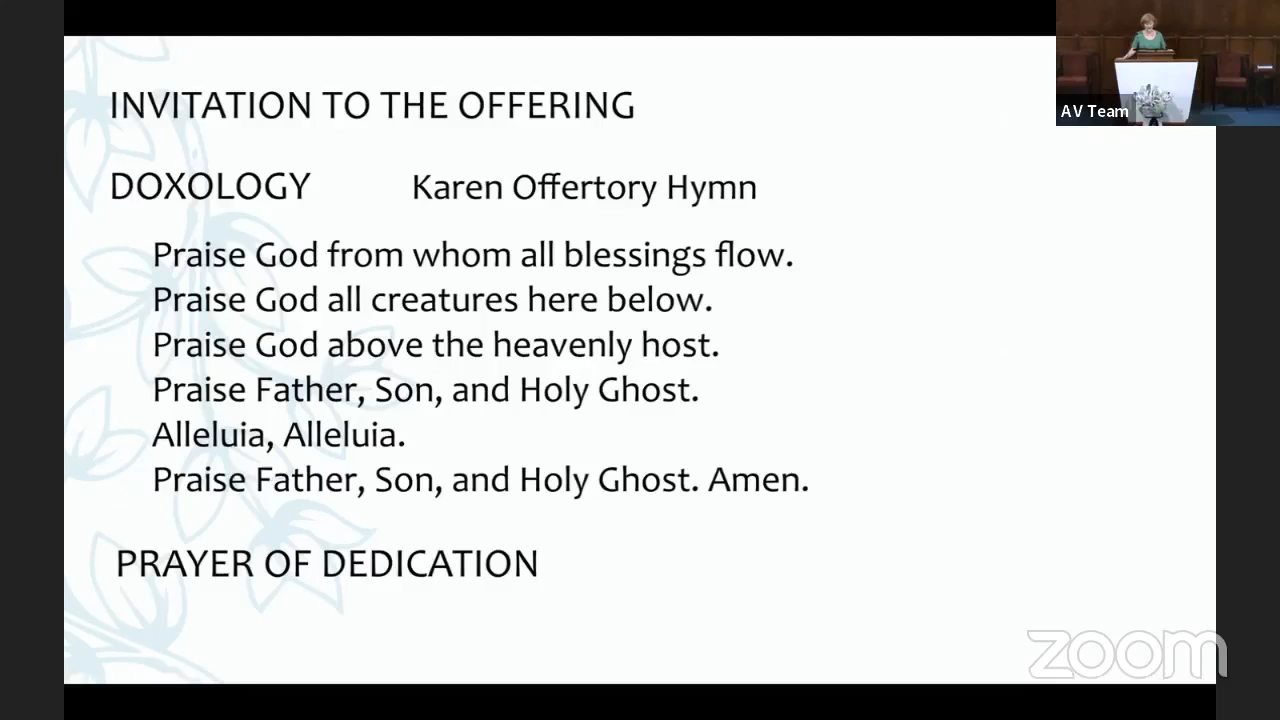 INVITATION TO THE OFFERING
AV Team
DOXOLOGY Karen Offertory Hymn
Praise God from whom all blessings flow.
Praise God all creatures here below.
Praise God above the heavenly host.
Praise Father, Son, and Holy Ghost.
Alleluia, Alleluia.
Praise Father, Son, and Holy Ghost. Amen.
PRAYER OF DEDICATION
zoom